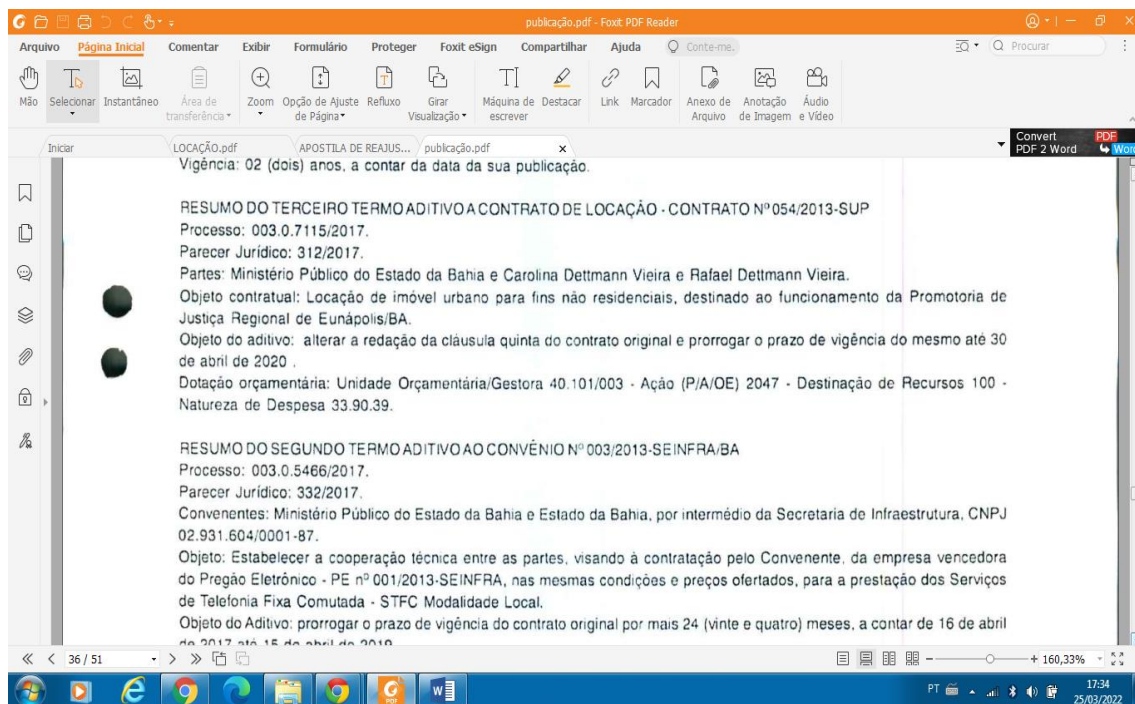 publicação.pdf - Foxit PDF Reader
Arquivo Página Inicial Comentar Exibir Formulário Proteger Foxit eSign Compartilhar Ajuda Conte-me. Procurar
Mão Selecionar Instantâneo Área de transferência Zoom Opção de Ajuste de Página Refluxo Girar Visualização Máquina de escrever Destacar Link Marcador Anexo de Arquivo Anotação de Imagem Áudio e Vídeo
Iniciar LOCAÇÃO.pdf APOSTILA DE REAJUS... publicação.pdf x
Convert PDF
PDF 2 Word
Vigência: 02 (dois) anos, a contar da data da sua publicação.
RESUMO DO TERCEIRO TERMO ADITIVO A CONTRATO DE LOCAÇÃO - CONTRATO Nº 054/2013-SUP
Processo: 003.0.7115/2017.
Parecer Jurídico: 312/2017.
Partes: Ministério Público do Estado da Bahia e Carolina Dettmann Vieira e Rafael Dettmann Vieira.
Objeto contratual: Locação de imóvel urbano para fins não residenciais, destinado ao funcionamento da Promotoria de
Justiça Regional de Eunápolis/BA.
Objeto do aditivo: alterar a redação da cláusula quinta do contrato original e prorrogar o prazo de vigência do mesmo até 30
de abril de 2020 .
Dotação orçamentária: Unidade Orçamentária/Gestora 40.101/003 - Ação (P/A/OE) 2047 - Destinação de Recursos 100 -
Natureza de Despesa 33.90.39.
RESUMO DO SEGUNDO TERMO ADITIVO AO CONVÊNIO Nº 003/2013-SEINFRA/BA
Processo: 003.0.5466/2017.
Parecer Jurídico: 332/2017.
Convenentes: Ministério Público do Estado da Bahia e Estado da Bahia, por intermédio da Secretaria de Infraestrutura, CNPJ
02.931.604/0001-87.
Objeto: Estabelecer a cooperação técnica entre as partes, visando à contratação pelo Convenente, da empresa vencedora
do Pregão Eletrônico - PE nº 001/2013-SEINFRA, nas mesmas condições e preços ofertados, para a prestação dos Serviços
de Telefonia Fixa Comutada - STFC Modalidade Local.
Objeto do Aditivo: prorrogar o prazo de vigência do contrato original por mais 24 (vinte e quatro) meses, a contar de 16 de abril
de 2017 até 15 de abril de 2019
36 / 51 160,33%
PT 17:34
25/03/2022